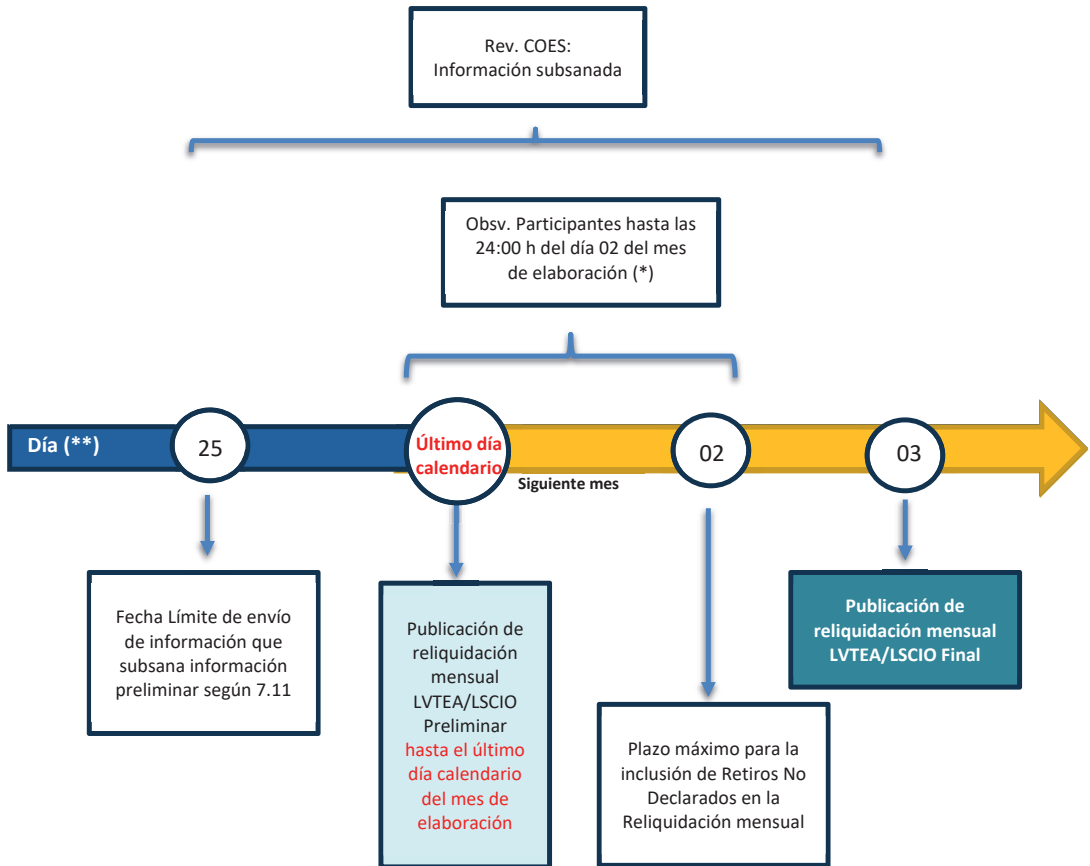 Rev. COES:
Información subsanada
Obsv. Participantes hasta las
24:00 h del día 02 del mes
de elaboración (*)
Día (**)
25
Último día
calendario
02
03
Siguiente mes
Fecha Límite de envío
de información que
subsana información
preliminar según 7.11
Publicación de
reliquidación
mensual
LVTEA/LSCIO
Preliminar
hasta el último
día calendario
del mes de
elaboración
Plazo máximo para la
inclusión de Retiros No
Declarados en la
Reliquidación mensual
Publicación de
reliquidación mensual
LVTEA/LSCIO Final